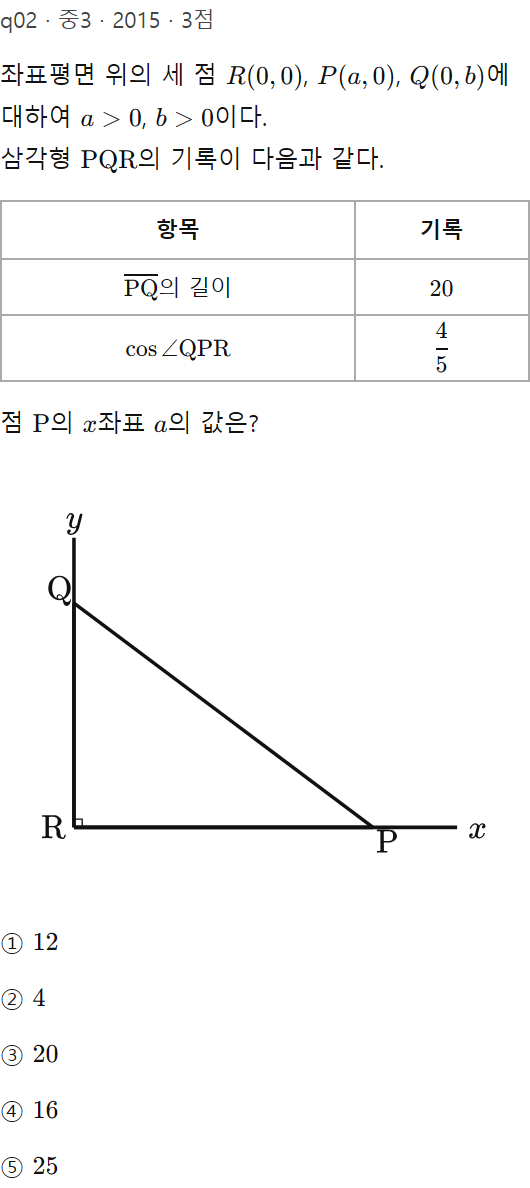 q02 · 중3 · 2015 · 3점
좌표평면 위의 세 점 R(0, 0), P(a, 0), Q(0, b)에
대하여 a > 0, b > 0이다.
삼각형 PQR의 기록이 다음과 같다.
항목 기록
\overline{PQ}의 길이 20
cos∠QPR \frac{4}{5}
점 P의 x좌표 a의 값은?
y
Q
R
P
x
① 12
② 4
③ 20
④ 16
⑤ 25